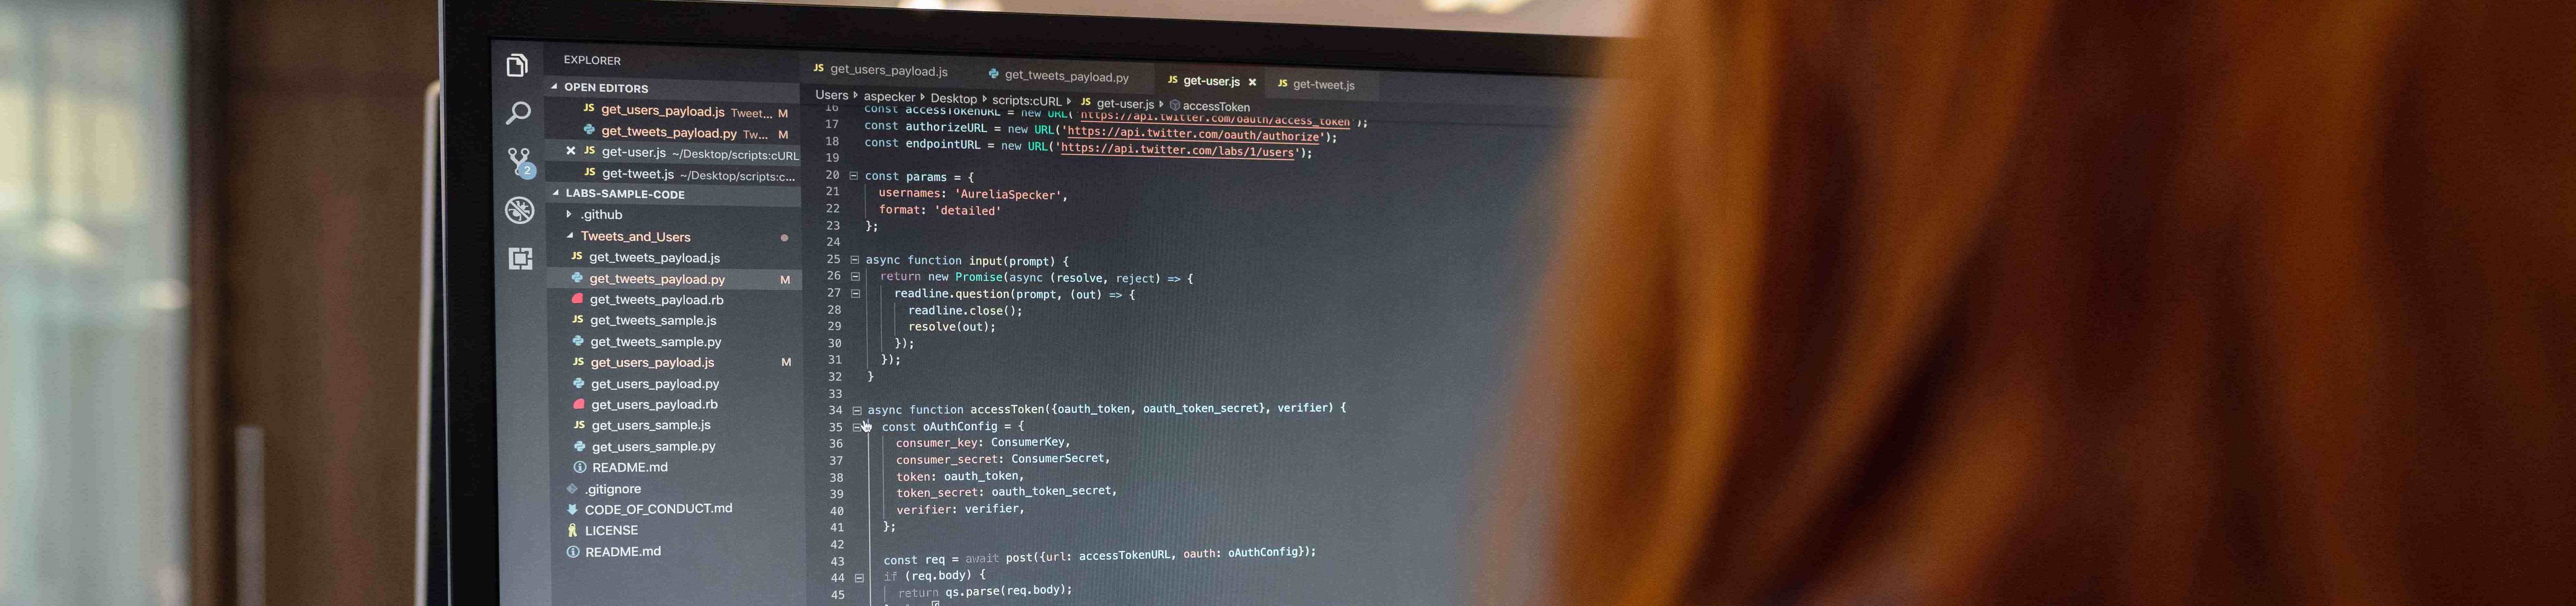 EXPLORER
OPEN EDITORS
JS get_users_payload.js Tweet... M
get_tweets_payload.py Tw... M
JS get-user.js ~/Desktop/scripts:cURL
JS get-tweet.js ~/Desktop/scripts:c...
LABS-SAMPLE-CODE
.github
Tweets_and_Users
JS get_tweets_payload.js
get_tweets_payload.py M
get_tweets_payload.rb
JS get_tweets_sample.js
get_tweets_sample.py
JS get_users_payload.js M
get_users_payload.py
get_users_payload.rb
JS get_users_sample.js
get_users_sample.py
README.md
.gitignore
CODE_OF_CONDUCT.md
LICENSE
README.md
2
JS get_users_payload.js get_tweets_payload.py JS get-user.js × JS get-tweet.js
Users aspecker Desktop scripts:cURL JS get-user.js accessToken
16 const accessTokenURL = new URL('https://api.twitter.com/oauth/access_token');
17 const authorizeURL = new URL('https://api.twitter.com/oauth/authorize');
18 const endpointURL = new URL('https://api.twitter.com/labs/1/users');
19
20 const params = {
21 usernames: 'AureliaSpecker',
22 format: 'detailed'
23 };
24
25 async function input(prompt) {
26 return new Promise(async (resolve, reject) => {
27 readline.question(prompt, (out) => {
28 readline.close();
29 resolve(out);
30 });
31 });
32 }
33
34 async function accessToken({oauth_token, oauth_token_secret}, verifier) {
35 const oAuthConfig = {
36 consumer_key: ConsumerKey,
37 consumer_secret: ConsumerSecret,
38 token: oauth_token,
39 token_secret: oauth_token_secret,
40 verifier: verifier,
41 };
42
43 const req = await post({url: accessTokenURL, oauth: oAuthConfig});
44 if (req.body) {
45 return qs.parse(req.body);